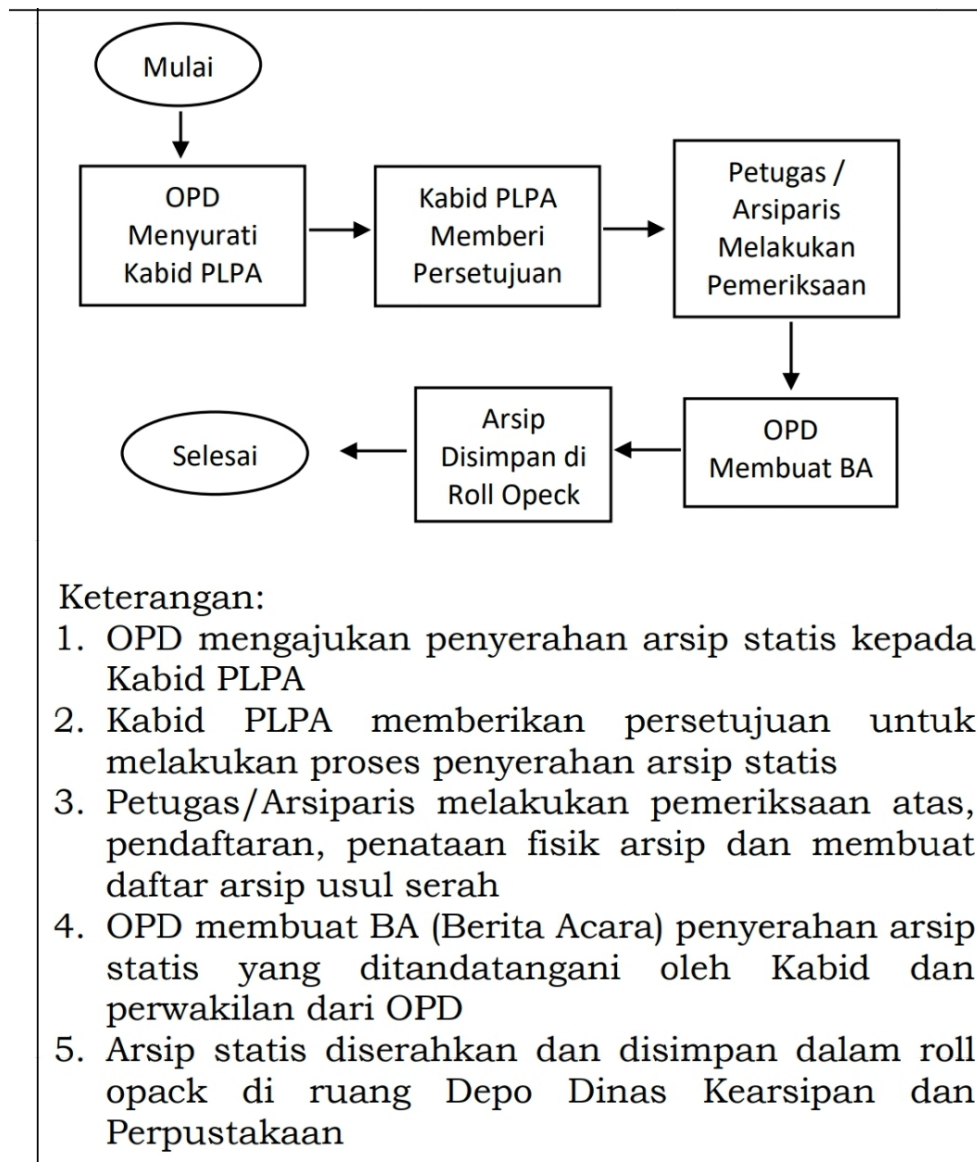 Mulai
OPD
Menyurati
Kabid PLPA
Kabid PLPA
Memberi
Persetujuan
Petugas /
Arsiparis
Melakukan
Pemeriksaan
OPD
Membuat BA
Arsip
Disimpan di
Roll Opeck
Selesai
Keterangan:
1. OPD mengajukan penyerahan arsip statis kepada
Kabid PLPA
2. Kabid PLPA memberikan persetujuan untuk
melakukan proses penyerahan arsip statis
3. Petugas/Arsiparis melakukan pemeriksaan atas,
pendaftaran, penataan fisik arsip dan membuat
daftar arsip usul serah
4. OPD membuat BA (Berita Acara) penyerahan arsip
statis yang ditandatangani oleh Kabid dan
perwakilan dari OPD
5. Arsip statis diserahkan dan disimpan dalam roll
opack di ruang Depo Dinas Kearsipan dan
Perpustakaan